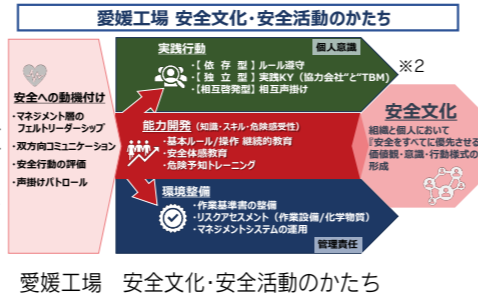 愛媛工場 安全文化・安全活動のかたち
安全への動機付け
・マネジメント層の
フェルトリーダーシップ
・双方向コミュニケーション
・安全行動の評価
・声掛けパトロール
実践行動
個人意識
・【依存型】ルール遵守
・【独立型】実践KY（協力会社"と"TBM）
・【相互啓発型】相互声掛け
能力開発（知識・スキル・危険感受性）
・基本ルール/操作 継続的教育
・安全体感教育
・危険予知トレーニング
環境整備
・作業基準書の整備
・リスクアセスメント（作業設備/化学物質）
・マネジメントシステムの運用
管理責任
※2
安全文化
組織と個人において
『安全をすべてに優先させる』
価値観・意識・行動様式の
形成
愛媛工場 安全文化・安全活動のかたち